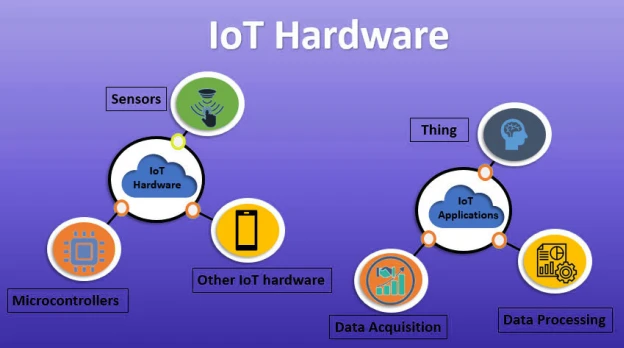 IoT Hardware
Sensors
IoT
Hardware
Microcontrollers
Other IoT hardware
Thing
IoT
Applications
Data Acquisition
Data Processing